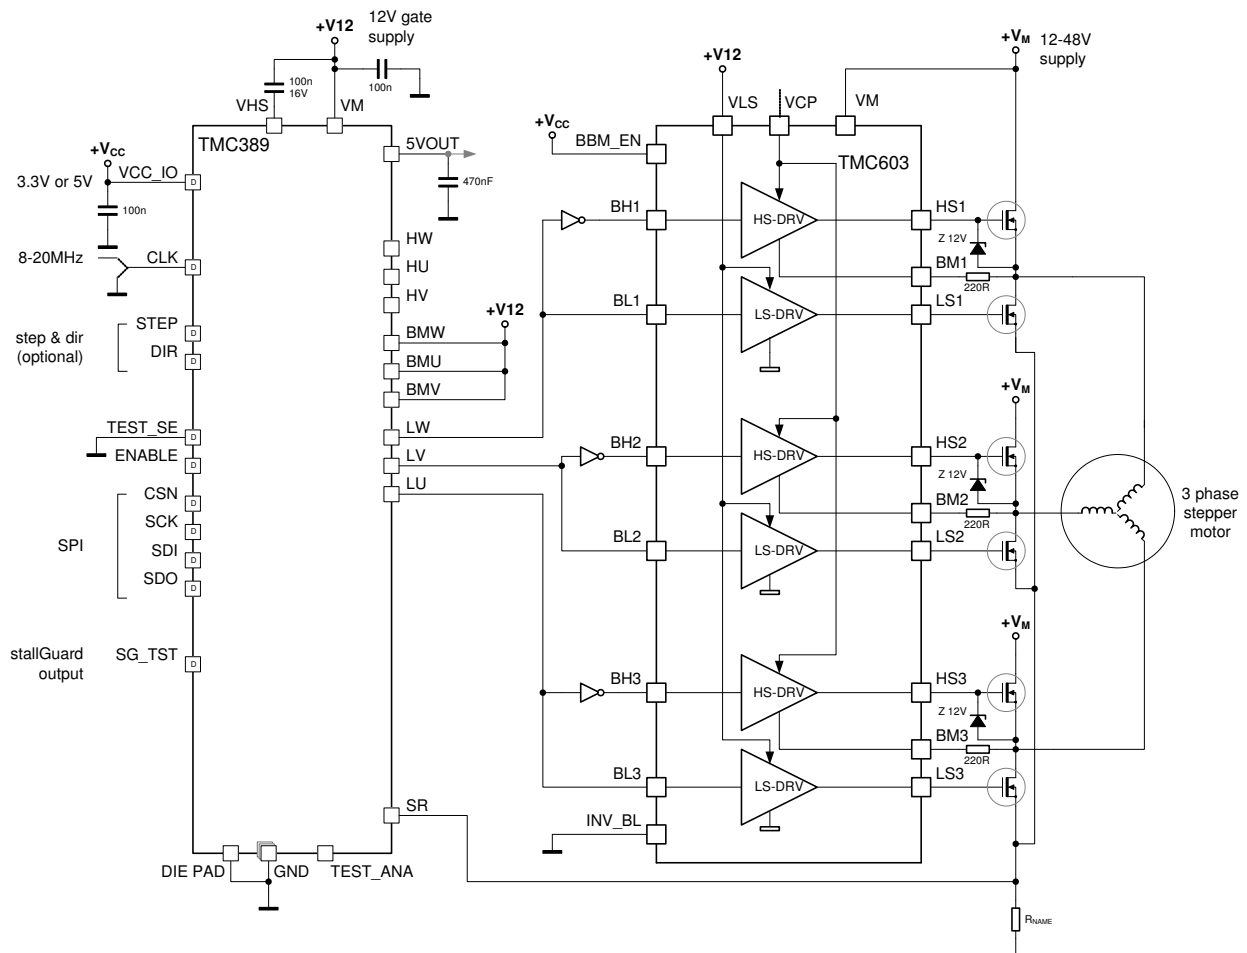 +V12
12V gate
supply
100n
16V
100n
VHS
VM
TMC389
+VCC
VCC_IO
3.3V or 5V
100n
8-20MHz
CLK
step & dir
(optional)
STEP
DIR
TEST_SE
ENABLE
CSN
SCK
SPI
SDI
SDO
stallGuard
output
SG_TST
5VOUT
470nF
HW
HU
HV
+V12
BMW
BMU
BMV
LW
LV
LU
SR
DIE PAD
GND
TEST_ANA
D
D
D
D
D
D
D
D
D
D
D
+V12
VLS
VCP
VM
+VM
12-48V
supply
+VCC
BBM_EN
TMC603
BH1
HS-DRV
HS1
Z 12V
BM1
220R
BL1
LS-DRV
LS1
+VM
BH2
HS-DRV
HS2
Z 12V
BM2
220R
BL2
LS-DRV
LS2
3 phase
stepper
motor
+VM
BH3
HS-DRV
HS3
Z 12V
BM3
220R
BL3
LS-DRV
LS3
INV_BL
RNAME